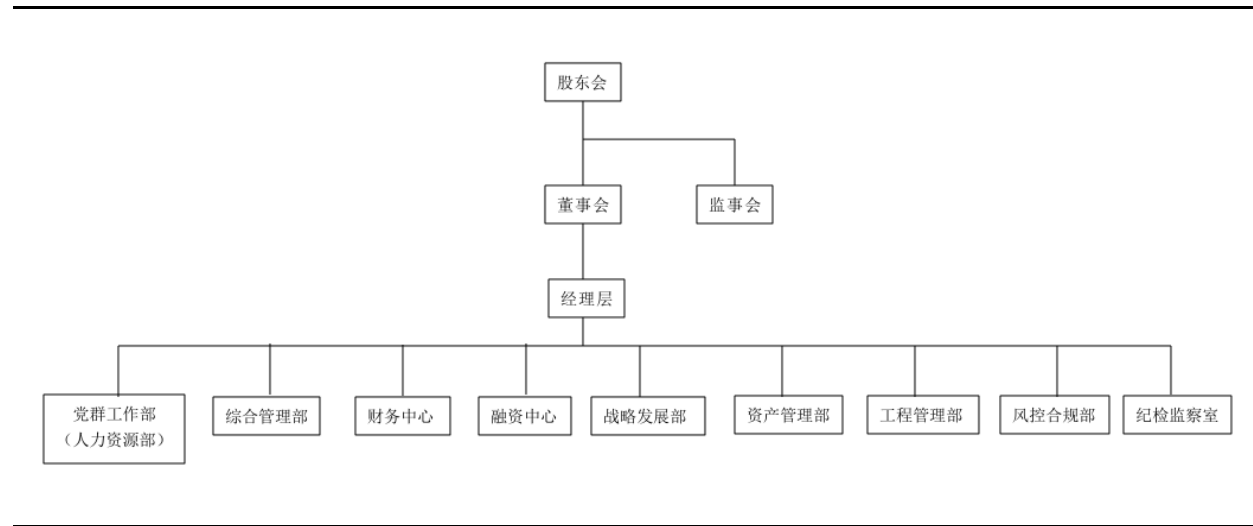 股东会
董事会
监事会
经理层
党群工作部
（人力资源部）
综合管理部
财务中心
融资中心
战略发展部
资产管理部
工程管理部
风控合规部
纪检监察室